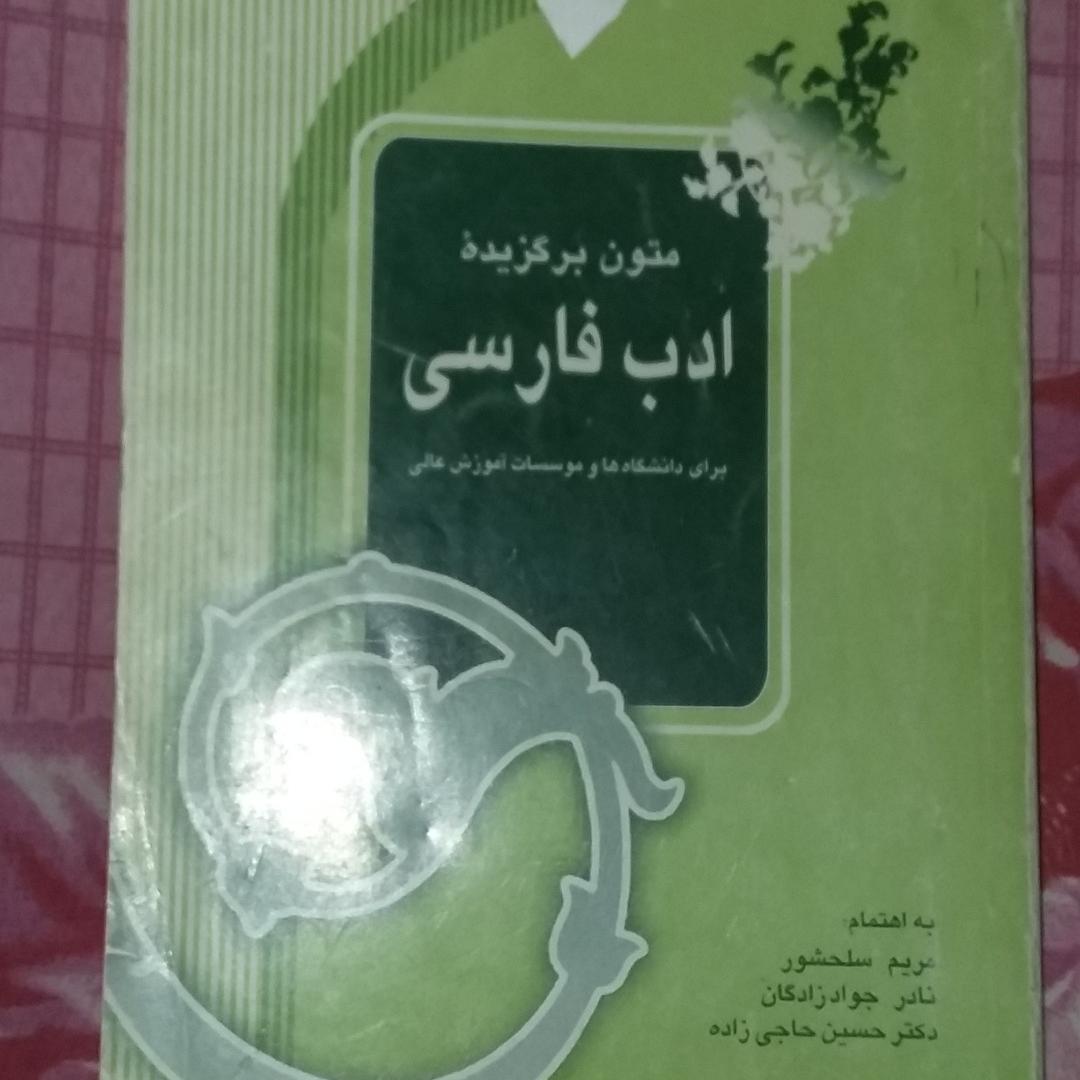 متون برگزیدهٔ
ادب فارسی
برای دانشگاه ها و موسسات آموزش عالی
به اهتمام:
مریم سلحشور
نادر جوادزادگان
دکتر حسین حاجی زاده